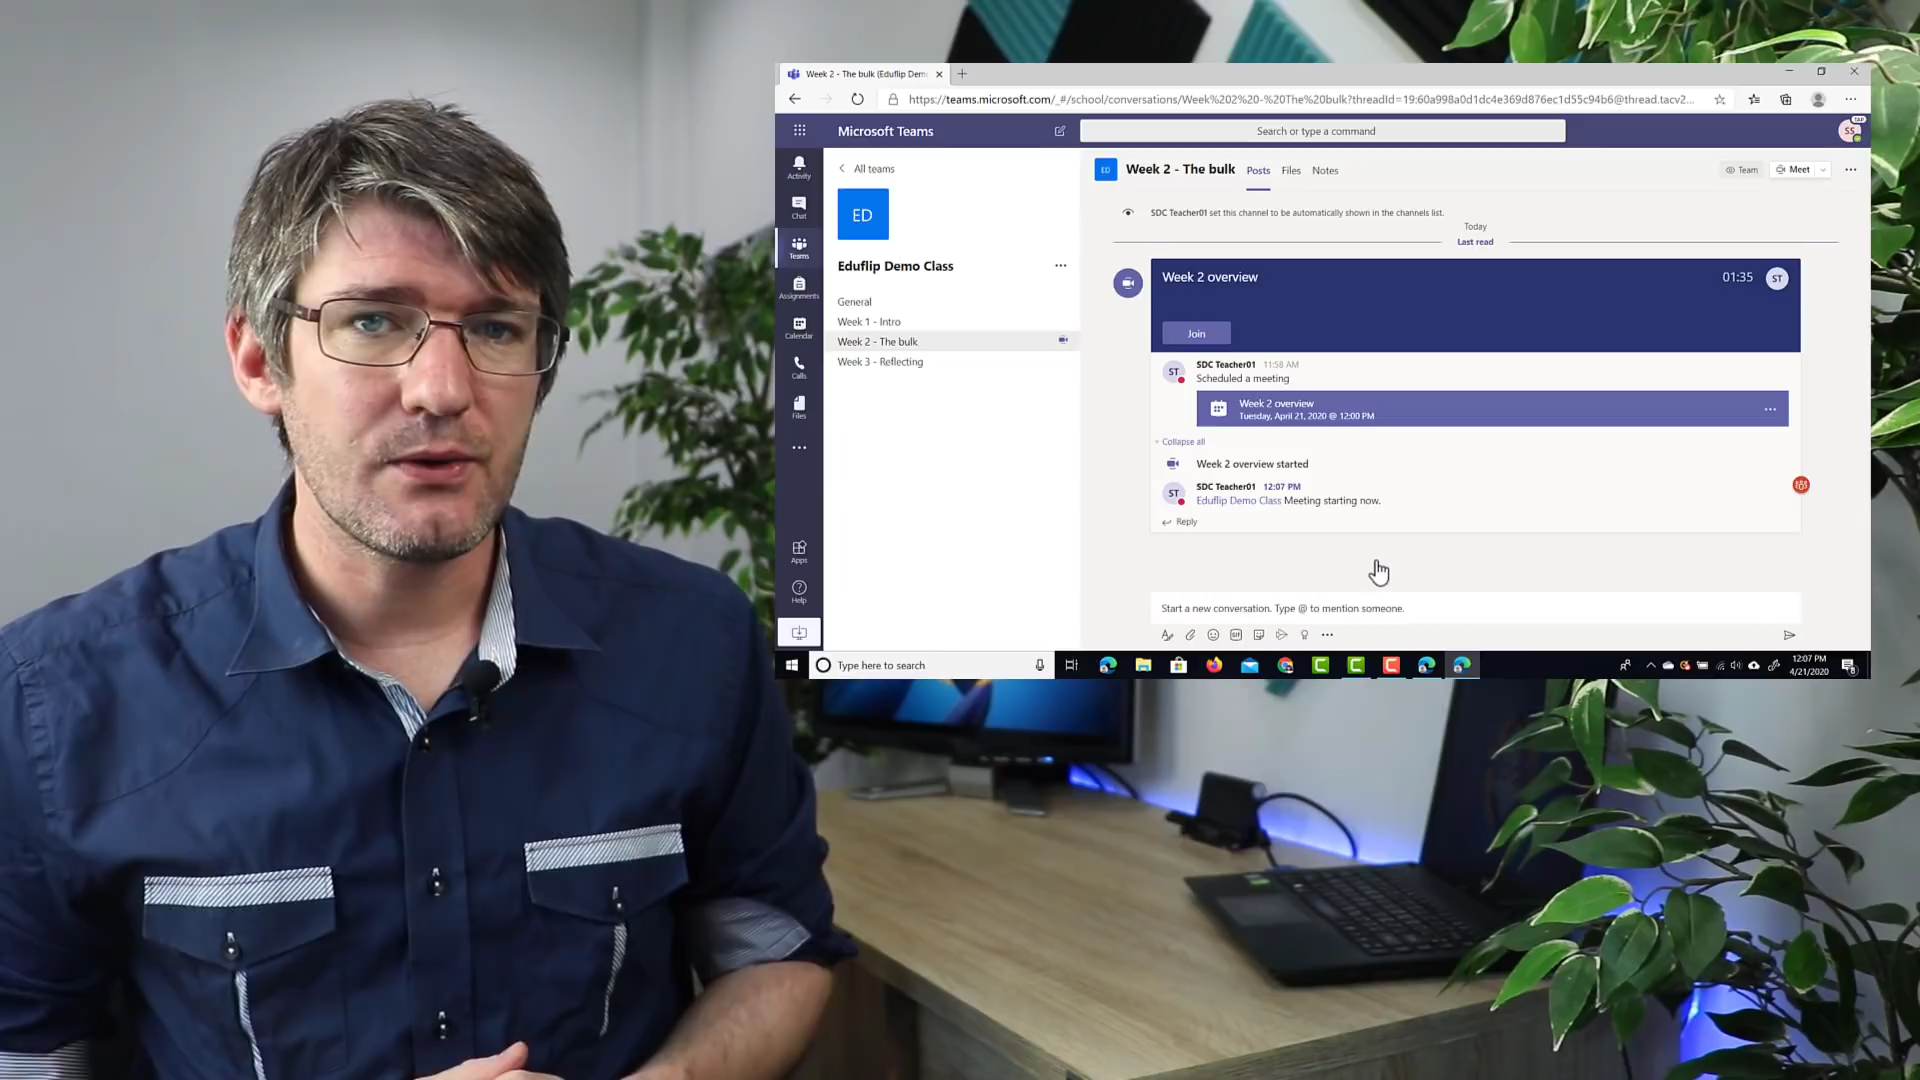 Week 2 - The bulk (Eduflip Dem
https://teams.microsoft.com/_#/school/conversations/Week%202%20-%20The%20bulk?threadId=19:60a998a0d1dc4e369d876ec1d55c94b6@thread.tacv2...
Microsoft Teams
Search or type a command
SS
Activity
Chat
Teams
Assignments
Calendar
Calls
Files
Apps
Help
All teams
ED
Eduflip Demo Class
General
Week 1 - Intro
Week 2 - The bulk
Week 3 - Reflecting
ED
Week 2 - The bulk
Posts
Files
Notes
Team
Meet
SDC Teacher01 set this channel to be automatically shown in the channels list.
Today
Last read
Week 2 overview
01:35
ST
Join
ST
SDC Teacher01 11:58 AM
Scheduled a meeting
Week 2 overview
Tuesday, April 21, 2020 @ 12:00 PM
Collapse all
Week 2 overview started
ST
SDC Teacher01 12:07 PM
Eduflip Demo Class Meeting starting now.
Reply
Start a new conversation. Type @ to mention someone.
GIF
Type here to search
12:07 PM
4/21/2020